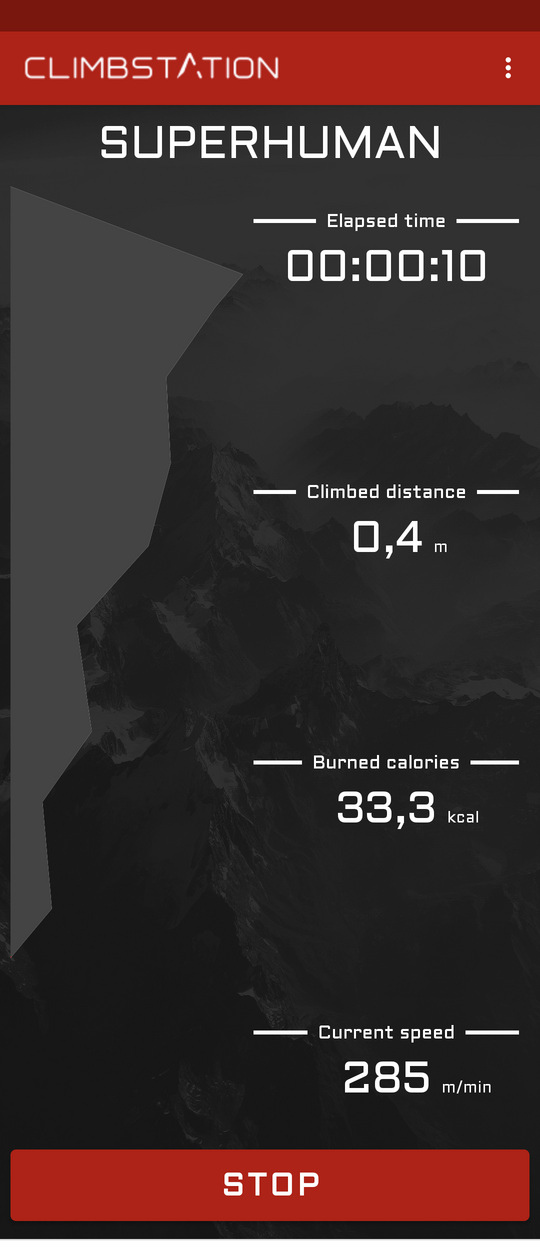 CLIMBSTATION
SUPERHUMAN
Elapsed time
00:00:10
Climbed distance
0,4 m
Burned calories
33,3 kcal
Current speed
285 m/min
STOP